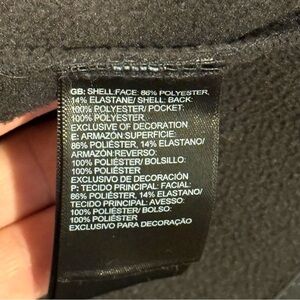 GB: SHELL:FACE: 86% POLYESTER,
14% ELASTANE/ SHELL: BACK:
100% POLYESTER/ POCKET:
100% POLYESTER
EXCLUSIVE OF DECORATION
E: ARMAZÓN:SUPERFICIE:
86% POLIÉSTER, 14% ELASTANO/
ARMAZÓN:REVERSO:
100% POLIÉSTER/ BOLSILLO:
100% POLIÉSTER
EXCLUSIVO DE DECORACIÓN
P: TECIDO PRINCIPAL: FACIAL:
86% POLIÉSTER, 14% ELASTANO/
TECIDO PRINCIPAL: AVESSO:
100% POLIÉSTER/ BOLSO:
100% POLIÉSTER
EXCLUSIVO PARA DECORAÇÃO